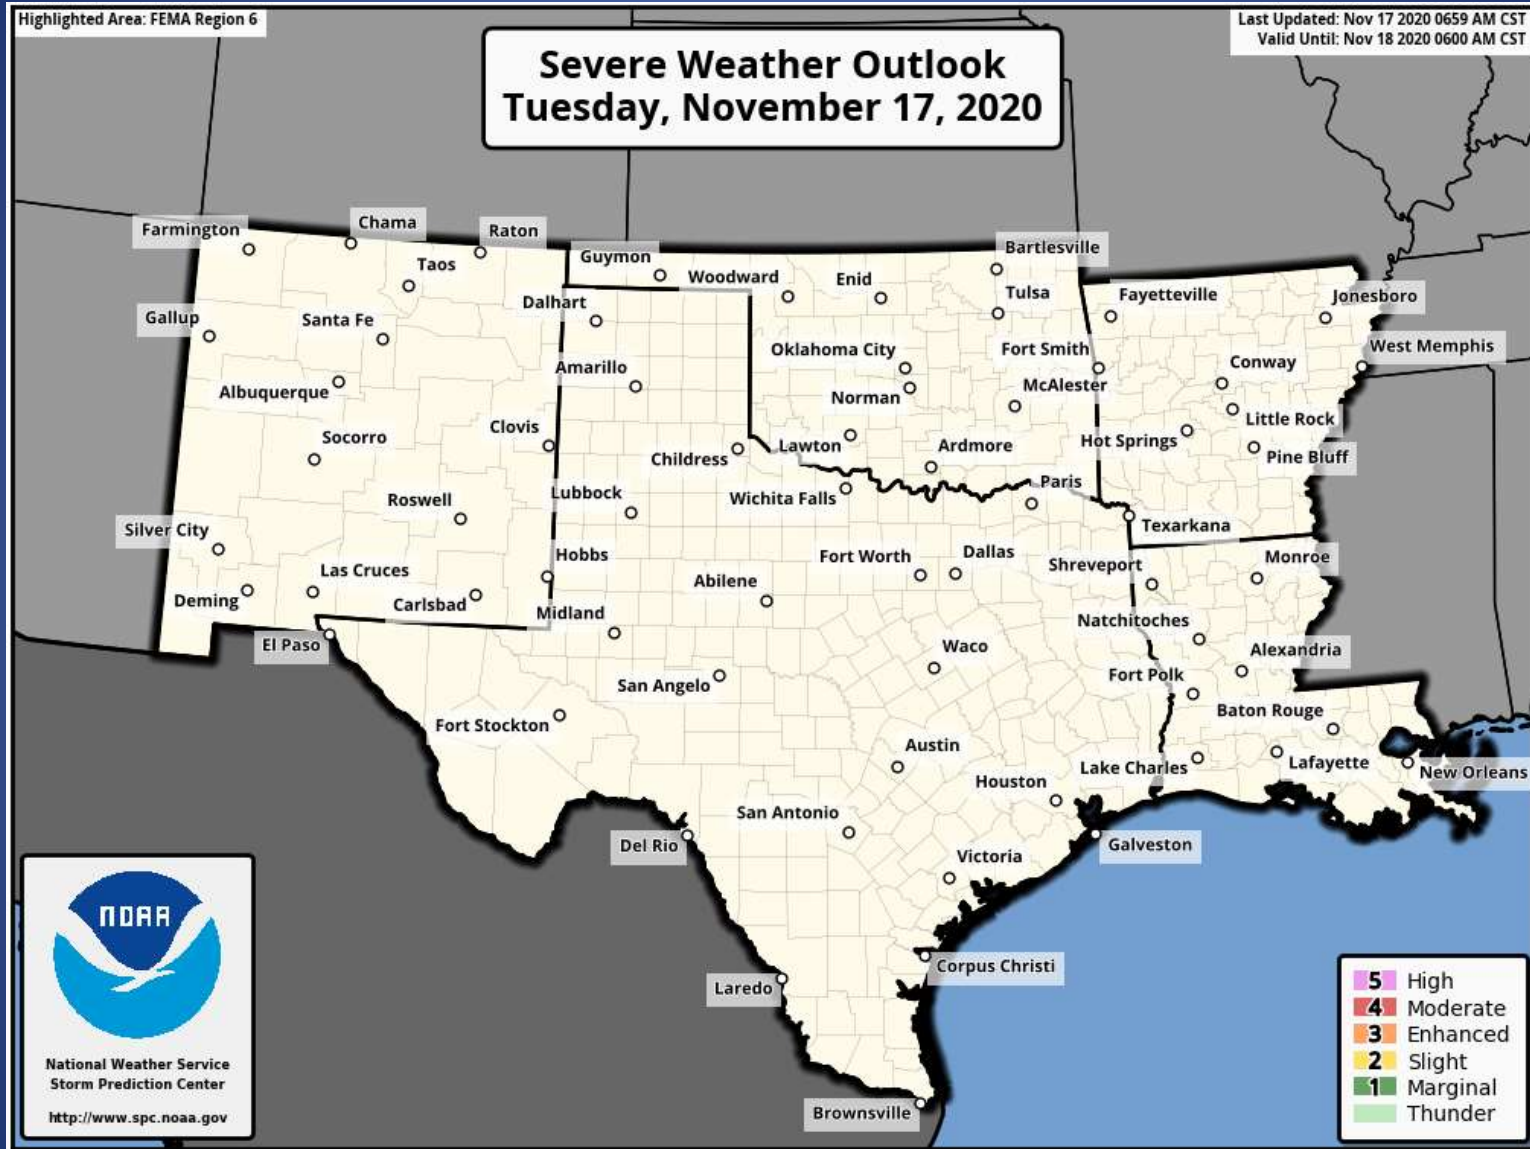 Highlighted Area: FEMA Region 6
Last Updated: Nov 17 2020 0659 AM CST
Valid Until: Nov 18 2020 0600 AM CST
Severe Weather Outlook
Tuesday, November 17, 2020
Farmington
Chama
Raton
Taos
Guymon
Woodward
Enid
Bartlesville
Tulsa
Fayetteville
Jonesboro
Gallup
Santa Fe
Dalhart
Oklahoma City
Fort Smith
Conway
West Memphis
Albuquerque
Amarillo
Norman
McAlester
Little Rock
Socorro
Clovis
Childress
Lawton
Ardmore
Hot Springs
Pine Bluff
Roswell
Lubbock
Wichita Falls
Paris
Texarkana
Silver City
Las Cruces
Hobbs
Abilene
Fort Worth
Dallas
Shreveport
Monroe
Deming
Carlsbad
Midland
Natchitoches
El Paso
San Angelo
Waco
Fort Polk
Alexandria
Fort Stockton
Austin
Baton Rouge
Houston
Lake Charles
Lafayette
New Orleans
San Antonio
Del Rio
Victoria
Galveston
Laredo
Corpus Christi
Brownsville
NOAA
National Weather Service
Storm Prediction Center
http://www.spc.noaa.gov
5 High
4 Moderate
3 Enhanced
2 Slight
1 Marginal
Thunder